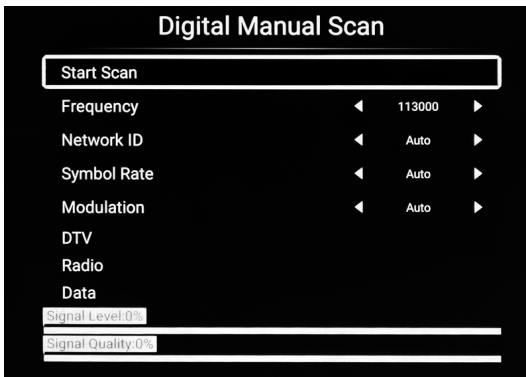 Digital Manual Scan
Start Scan
Frequency 113000
Network ID Auto
Symbol Rate Auto
Modulation Auto
DTV
Radio
Data
Signal Level:0%
Signal Quality:0%